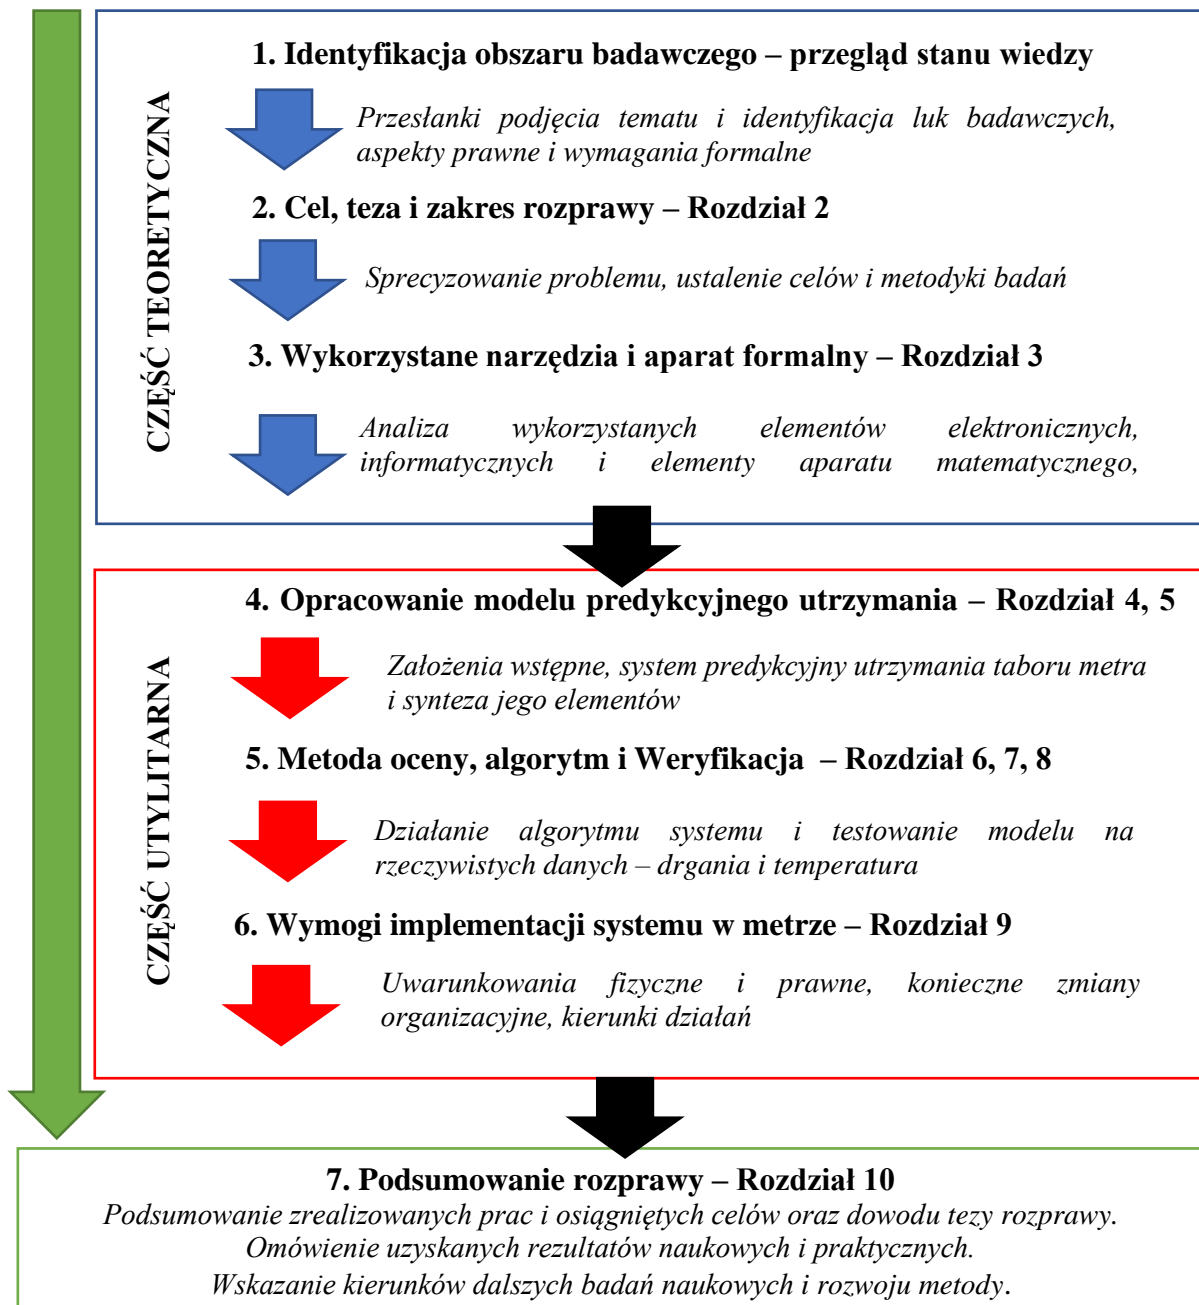 CZĘŚĆ TEORETYCZNA
1. Identyfikacja obszaru badawczego – przegląd stanu wiedzy
Przesłanki podjęcia tematu i identyfikacja luk badawczych,
aspekty prawne i wymagania formalne
2. Cel, teza i zakres rozprawy – Rozdział 2
Sprecyzowanie problemu, ustalenie celów i metodyki badań
3. Wykorzystane narzędzia i aparat formalny – Rozdział 3
Analiza wykorzystanych elementów elektronicznych,
informatycznych i elementy aparatu matematycznego,
CZĘŚĆ UTYLITARNA
4. Opracowanie modelu predykcyjnego utrzymania – Rozdział 4, 5
Założenia wstępne, system predykcyjny utrzymania taboru metra
i synteza jego elementów
5. Metoda oceny, algorytm i Weryfikacja – Rozdział 6, 7, 8
Działanie algorytmu systemu i testowanie modelu na
rzeczywistych danych – drgania i temperatura
6. Wymogi implementacji systemu w metrze – Rozdział 9
Uwarunkowania fizyczne i prawne, konieczne zmiany
organizacyjne, kierunki działań
7. Podsumowanie rozprawy – Rozdział 10
Podsumowanie zrealizowanych prac i osiągniętych celów oraz dowodu tezy rozprawy.
Omówienie uzyskanych rezultatów naukowych i praktycznych.
Wskazanie kierunków dalszych badań naukowych i rozwoju metody.